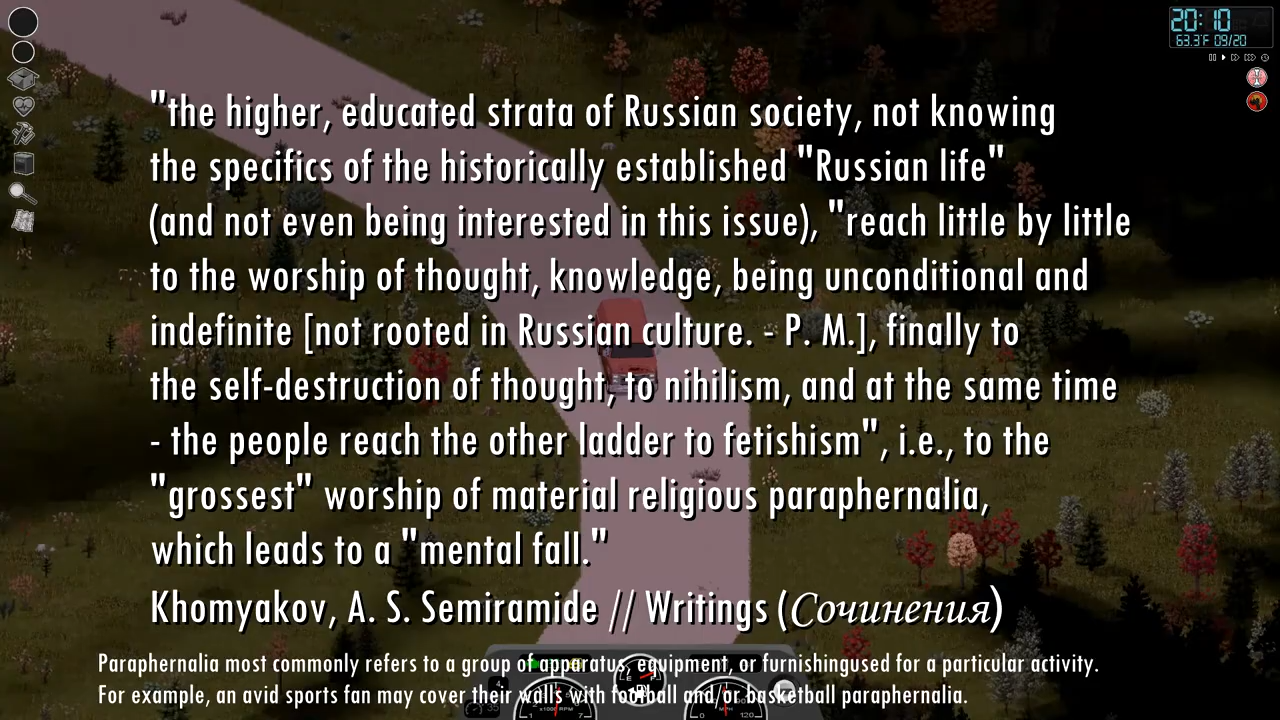 20:10
63.3°F 09/20
"the higher, educated strata of Russian society, not knowing
the specifics of the historically established "Russian life"
(and not even being interested in this issue), "reach little by little
to the worship of thought, knowledge, being unconditional and
indefinite [not rooted in Russian culture. - P. M.], finally to
the self-destruction of thought, to nihilism, and at the same time
- the people reach the other ladder to fetishism", i.e., to the
"grossest" worship of material religious paraphernalia,
which leads to a "mental fall."
Khomyakov, A. S. Semiramide // Writings (Сочинения)
Paraphernalia most commonly refers to a group of apparatus, equipment, or furnishingused for a particular activity.
For example, an avid sports fan may cover their walls with football and/or basketball paraphernalia.